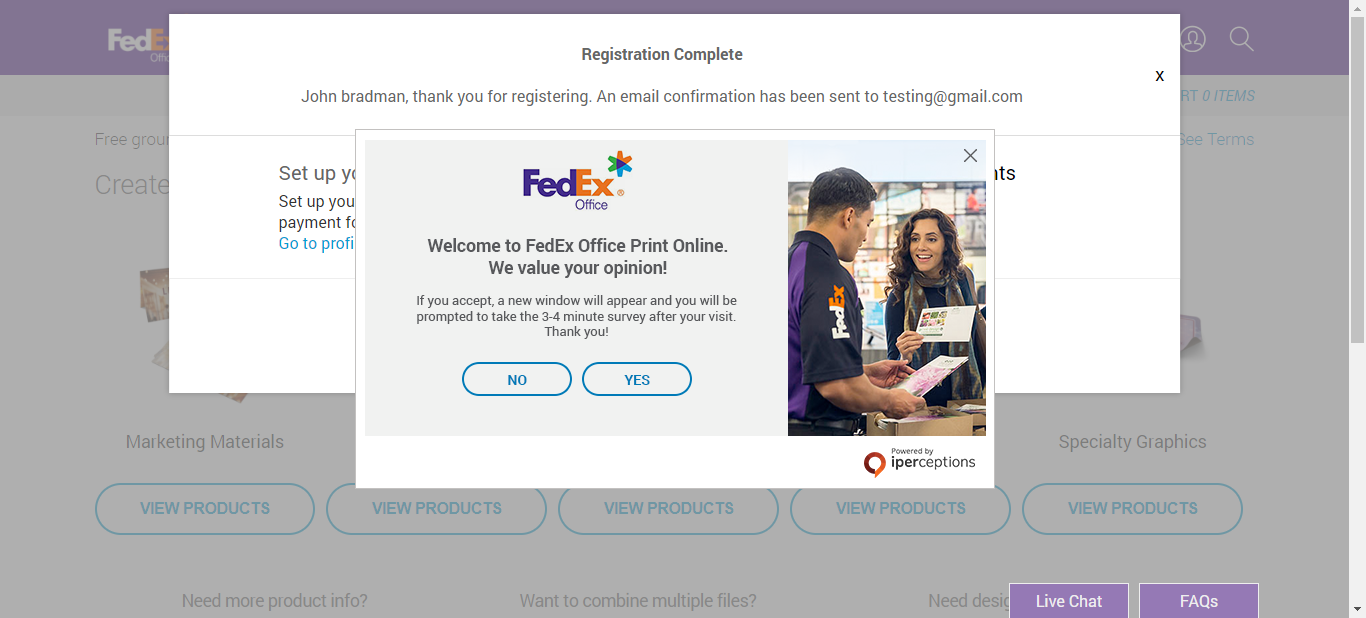 FedEx
Registration Complete
x
John bradman, thank you for registering. An email confirmation has been sent to testing@gmail.com
RT 0 ITEMS
Free groun
See Terms
Create
Set up yo
nts
Set up you
payment fo
Go to profi
FedEx®
Office
Welcome to FedEx Office Print Online.
We value your opinion!
If you accept, a new window will appear and you will be
prompted to take the 3-4 minute survey after your visit.
Thank you!
NO YES
FedEx
Powered by
iperceptions
Marketing Materials
Specialty Graphics
VIEW PRODUCTS VIEW PRODUCTS VIEW PRODUCTS VIEW PRODUCTS VIEW PRODUCTS
Need more product info? Want to combine multiple files? Need desig
Live Chat FAQs